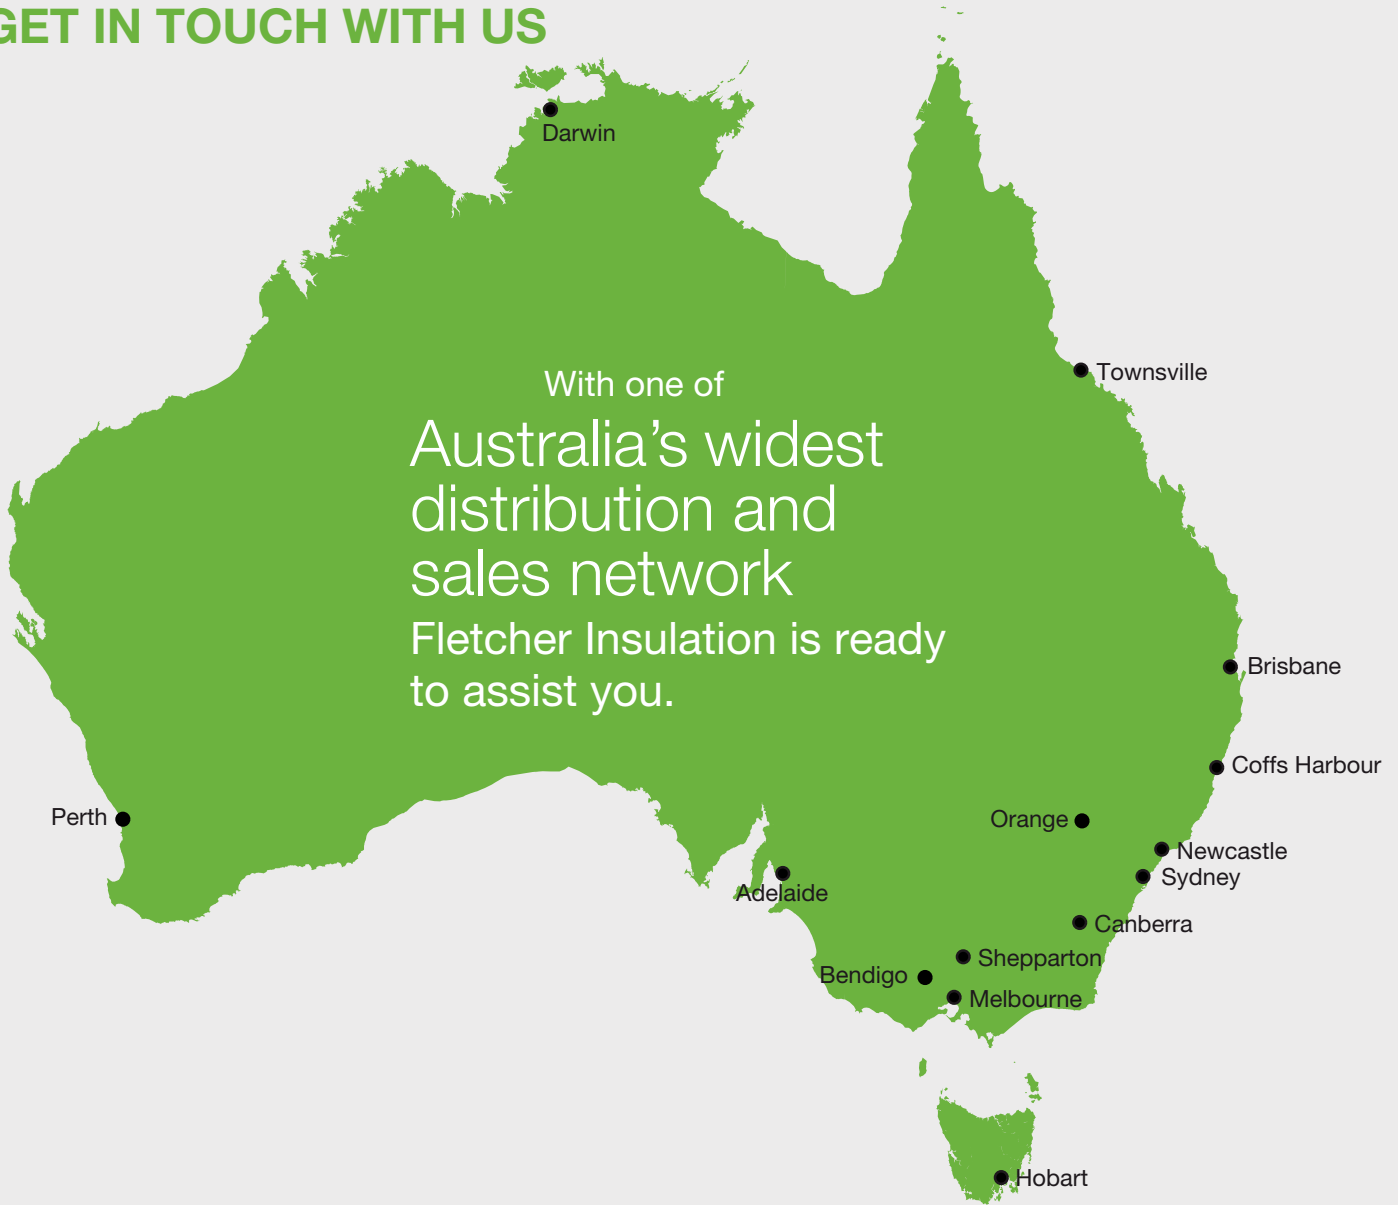 GET IN TOUCH WITH US
Darwin
Townsville
With one of
Australia’s widest
distribution and
sales network
Fletcher Insulation is ready
to assist you.
Brisbane
Coffs Harbour
Perth
Orange
Newcastle
Sydney
Adelaide
Canberra
Shepparton
Bendigo
Melbourne
Hobart